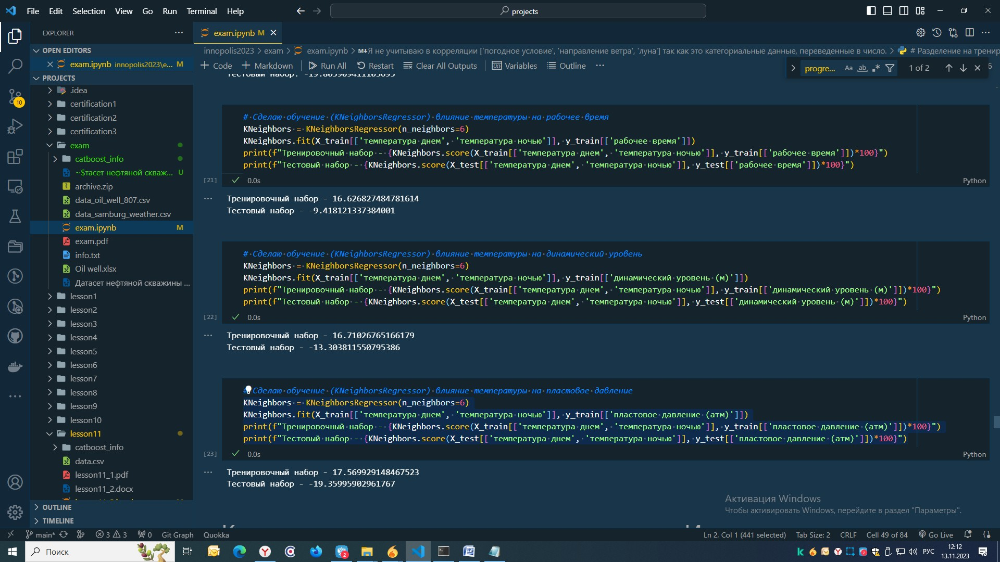 File Edit Selection View Go Run Terminal Help
projects
EXPLORER
exam.ipynb M
OPEN EDITORS
exam.ipynb innopolis2023\e... M
innopolis2023 > exam > exam.ipynb > M↓Я не учитываю в корреляции ['погодное условие', 'направление ветра', 'луна'] так как это категориальные данные, переведенные в число. > # Разделение на тренир
+ Code + Markdown Run All Restart Clear All Outputs Variables Outline ...
progre... Aa ab .* 1 of 2
PROJECTS
.idea
certification1
certification2
certification3
exam
catboost_info
~$тасет нефтяной скваж... U
archive.zip
data_oil_well_807.csv
data_samburg_weather.csv
exam.ipynb M
exam.pdf
info.txt
Oil well.xlsx
Датасет нефтяной скважины ...
lesson1
lesson2
lesson3
lesson4
lesson5
lesson6
lesson7
lesson8
lesson9
lesson10
lesson11
catboost_info
data.csv
lesson11_1.pdf
lesson11_2.docx
OUTLINE
TIMELINE
10
Тестовый набор: -19.805909411103695
# Сделаю обучение (KNeighborsRegressor) влияние температуры на рабочее время
KNeighbors = KNeighborsRegressor(n_neighbors=6)
KNeighbors.fit(X_train[['температура днем', 'температура ночью']], y_train[['рабочее время']])
print(f"Тренировочный набор - {KNeighbors.score(X_train[['температура днем', 'температура ночью']], y_train[['рабочее время']])*100}")
print(f"Тестовый набор - {KNeighbors.score(X_test[['температура днем', 'температура ночью']], y_test[['рабочее время']])*100}")
[21] 0.0s Python
Тренировочный набор - 16.626827484781614
Тестовый набор - -9.418121337384001
# Сделаю обучение (KNeighborsRegressor) влияние температуры на динамический уровень
KNeighbors = KNeighborsRegressor(n_neighbors=6)
KNeighbors.fit(X_train[['температура днем', 'температура ночью']], y_train[['динамический уровень (м)']])
print(f"Тренировочный набор - {KNeighbors.score(X_train[['температура днем', 'температура ночью']], y_train[['динамический уровень (м)']])*100}")
print(f"Тестовый набор - {KNeighbors.score(X_test[['температура днем', 'температура ночью']], y_test[['динамический уровень (м)']])*100}")
[22] 0.0s Python
Тренировочный набор - 16.71026765166179
Тестовый набор - -13.303811550795386
# Сделаю обучение (KNeighborsRegressor) влияние температуры на пластовое давление
KNeighbors = KNeighborsRegressor(n_neighbors=6)
KNeighbors.fit(X_train[['температура днем', 'температура ночью']], y_train[['пластовое давление (атм)']])
print(f"Тренировочный набор - {KNeighbors.score(X_train[['температура днем', 'температура ночью']], y_train[['пластовое давление (атм)']])*100}")
print(f"Тестовый набор - {KNeighbors.score(X_test[['температура днем', 'температура ночью']], y_test[['пластовое давление (атм)']])*100}")
[23] 0.0s Python
Тренировочный набор - 17.569929148467523
Тестовый набор - -19.35995902961767
Активация Windows
Чтобы активировать Windows, перейдите в раздел "Параметры".
main* 3 3 0 Git Graph Quokka Ln 2, Col 1 (441 selected) Tab Size: 2 CRLF Cell 49 of 84 Go Live
Поиск
2
РУС
12:12
13.11.2023